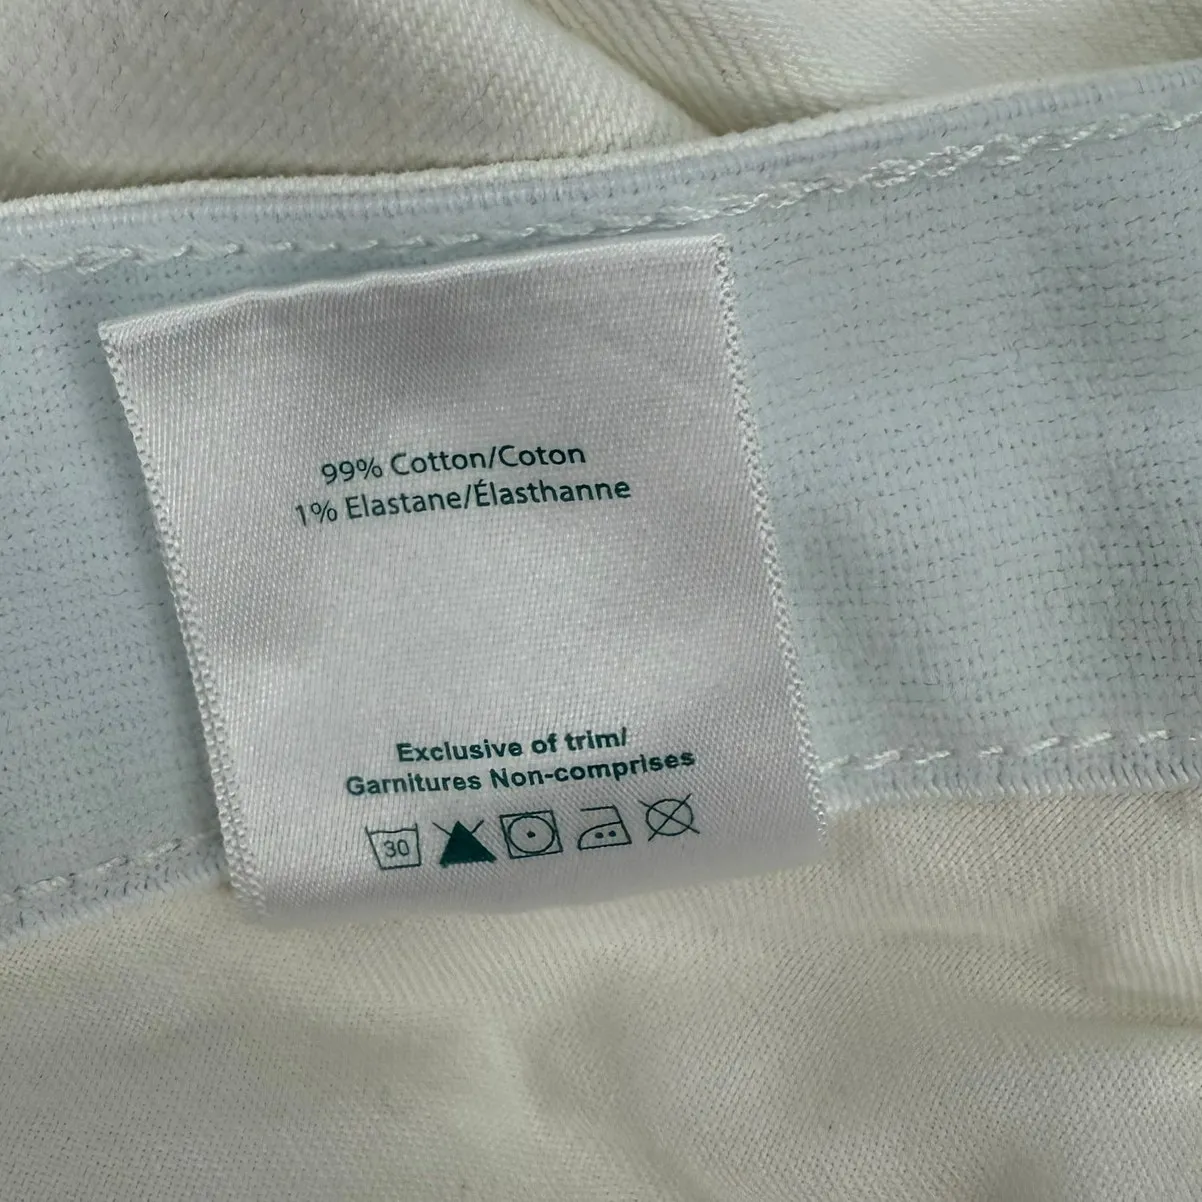 99% Cotton/Coton
1% Elastane/Élasthanne
Exclusive of trim/
Garnitures Non-comprises
30